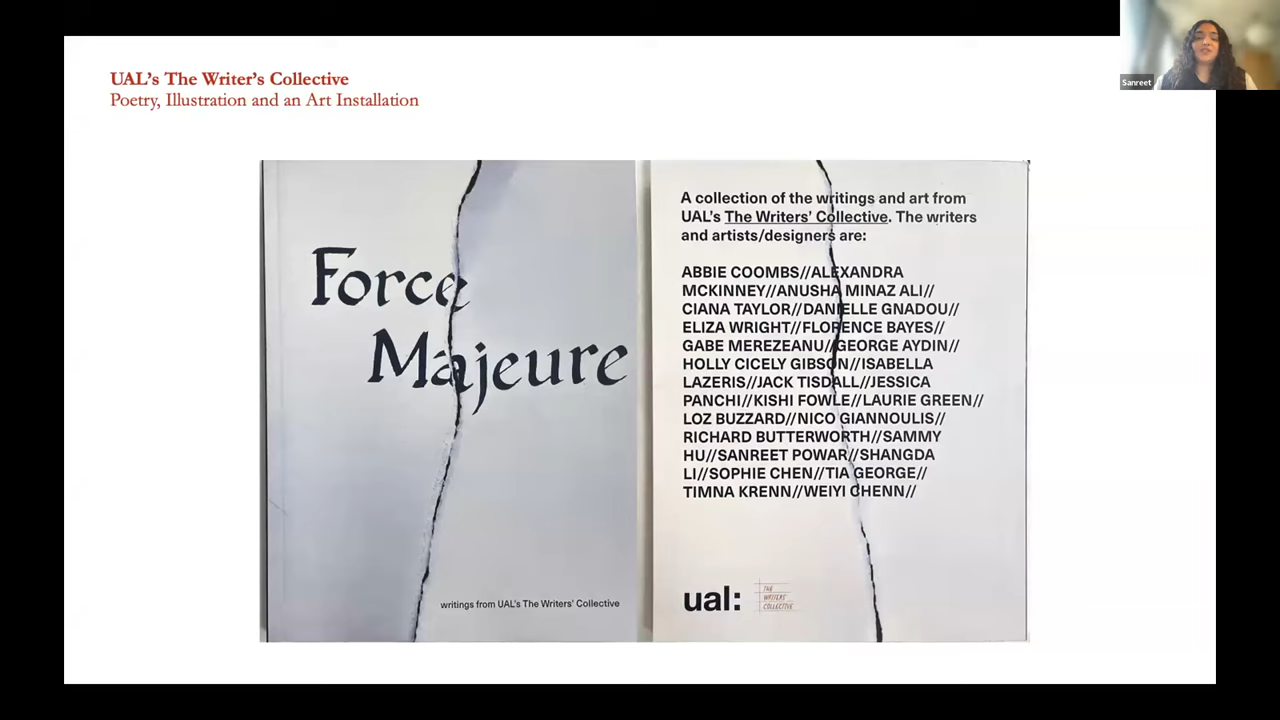 UAL's The Writer's Collective
Poetry, Illustration and an Art Installation
Sanreet
Force
Majeure
writings from UAL's The Writers' Collective
A collection of the writings and art from
UAL's The Writers' Collective. The writers
and artists/designers are:
ABBIE COOMBS//ALEXANDRA
MCKINNEY//ANUSHA MINAZ ALI//
CIANA TAYLOR//DANIELLE GNADOU//
ELIZA WRIGHT//FLORENCE BAYES//
GABE MEREZEANU//GEORGE AYDIN//
HOLLY CICELY GIBSON//ISABELLA
LAZERIS//JACK TISDALL//JESSICA
PANCHI//KISHI FOWLE//LAURIE GREEN//
LOZ BUZZARD//NICO GIANNOULIS//
RICHARD BUTTERWORTH//SAMMY
HU//SANREET POWAR//SHANGDA
LI//SOPHIE CHEN//TIA GEORGE//
TIMNA KRENN//WEIYI CHENN//
ual:
THE
WRITERS'
COLLECTIVE